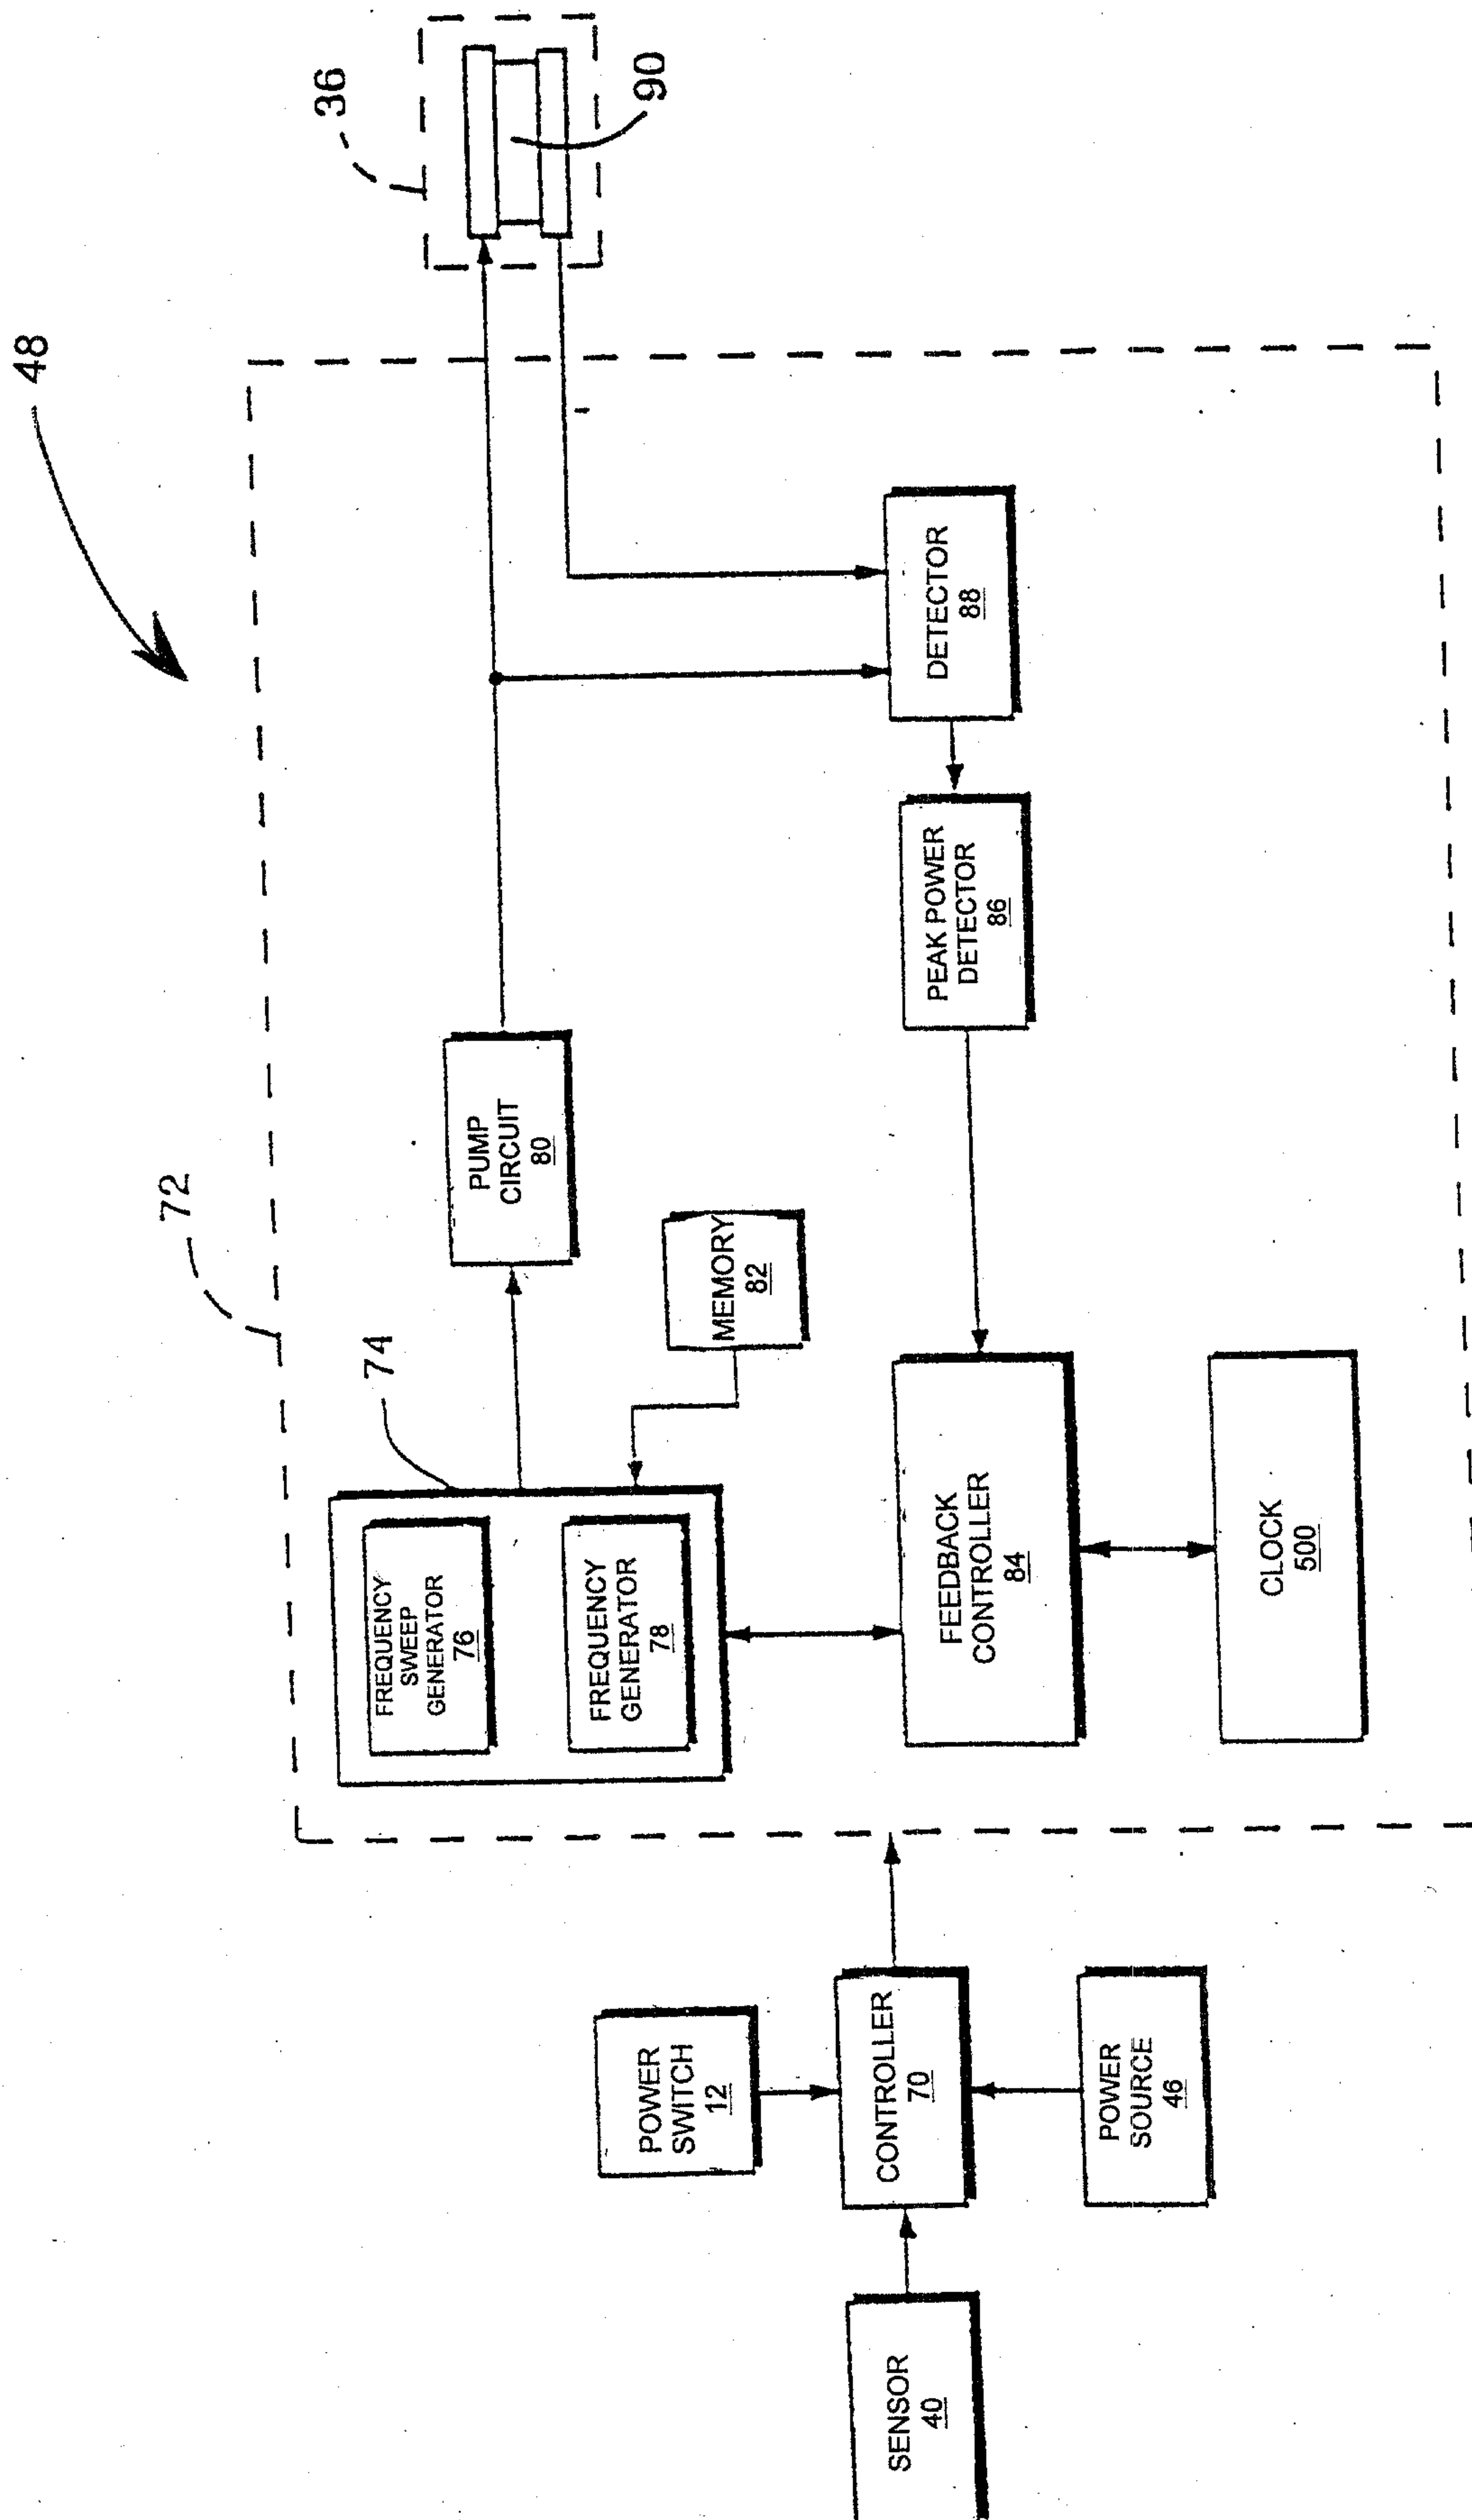 48
36
90
72
74
FREQUENCY
SWEEP
GENERATOR
76
FREQUENCY
GENERATOR
78
PUMP
CIRCUIT
80
MEMORY
82
DETECTOR
88
PEAK POWER
DETECTOR
86
FEEDBACK
CONTROLLER
84
CLOCK
500
POWER
SWITCH
12
CONTROLLER
70
POWER
SOURCE
46
SENSOR
40